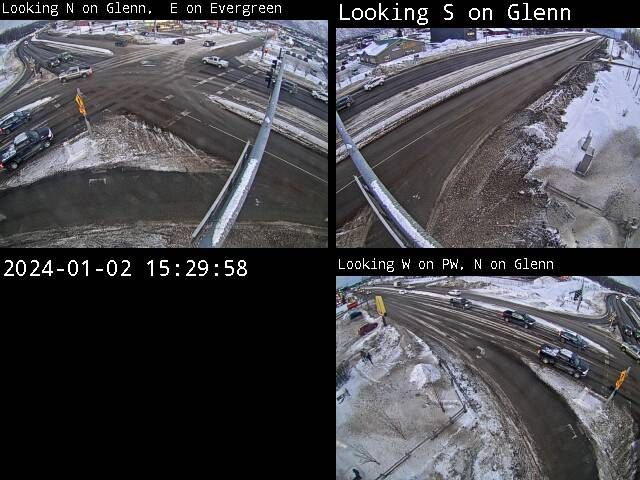 Looking N on Glenn, E on Evergreen
Looking S on Glenn
2024-01-02 15:29:58
Looking W on PW, N on Glenn